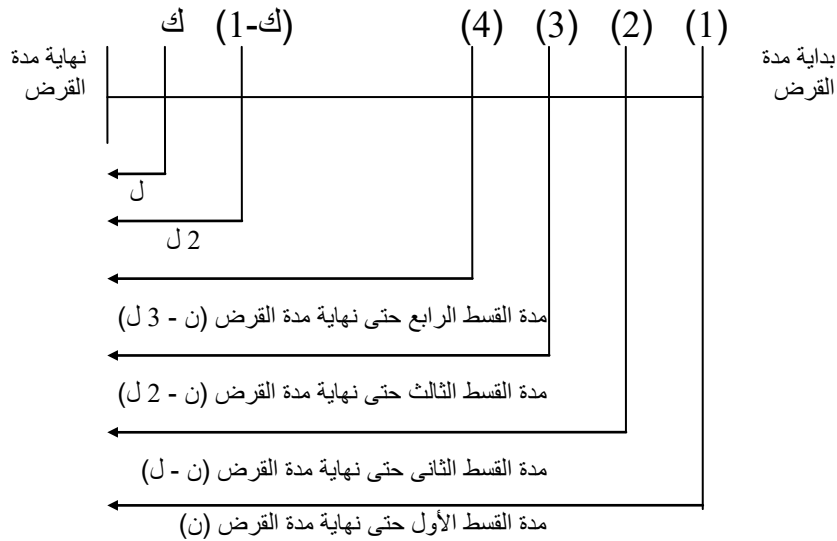 (1) (2) (3) (4) (ك-1) ك
بداية مدة
القرض
نهاية مدة
القرض
ل
2 ل
مدة القسط الرابع حتى نهاية مدة القرض (ن - 3 ل)
مدة القسط الثالث حتى نهاية مدة القرض (ن - 2 ل)
مدة القسط الثانى حتى نهاية مدة القرض (ن - ل)
مدة القسط الأول حتى نهاية مدة القرض (ن)